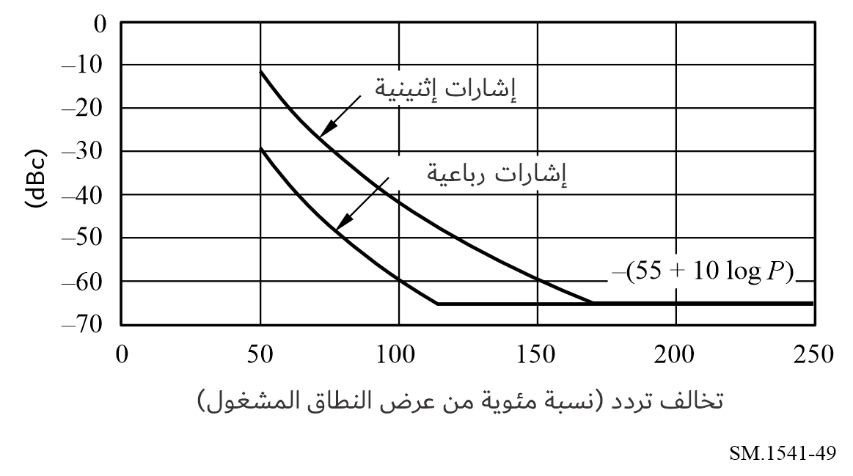 0
–10
–20
–30
–40
–50
–60
–70
(dBc)
إشارات إثنينية
إشارات رباعية
–(55 + 10 log P)
0 50 100 150 200 250
تخالف تردد (نسبة مئوية من عرض النطاق المشغول)
SM.1541-49